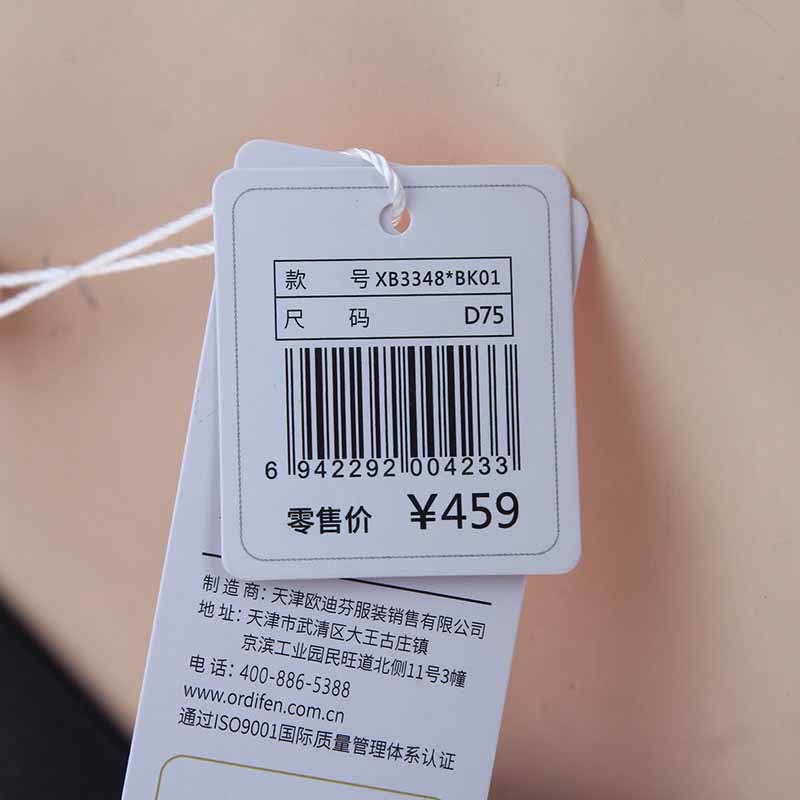 款 号 XB3348*BK01
尺 码 D75
6 942292 004233
零售价 ¥459
制造商：天津欧迪芬服装销售有限公司
地址：天津市武清区大王古庄镇
京滨工业园民旺道北侧11号3幢
电话：400-886-5388
www.ordifen.com.cn
通过ISO9001国际质量管理体系认证